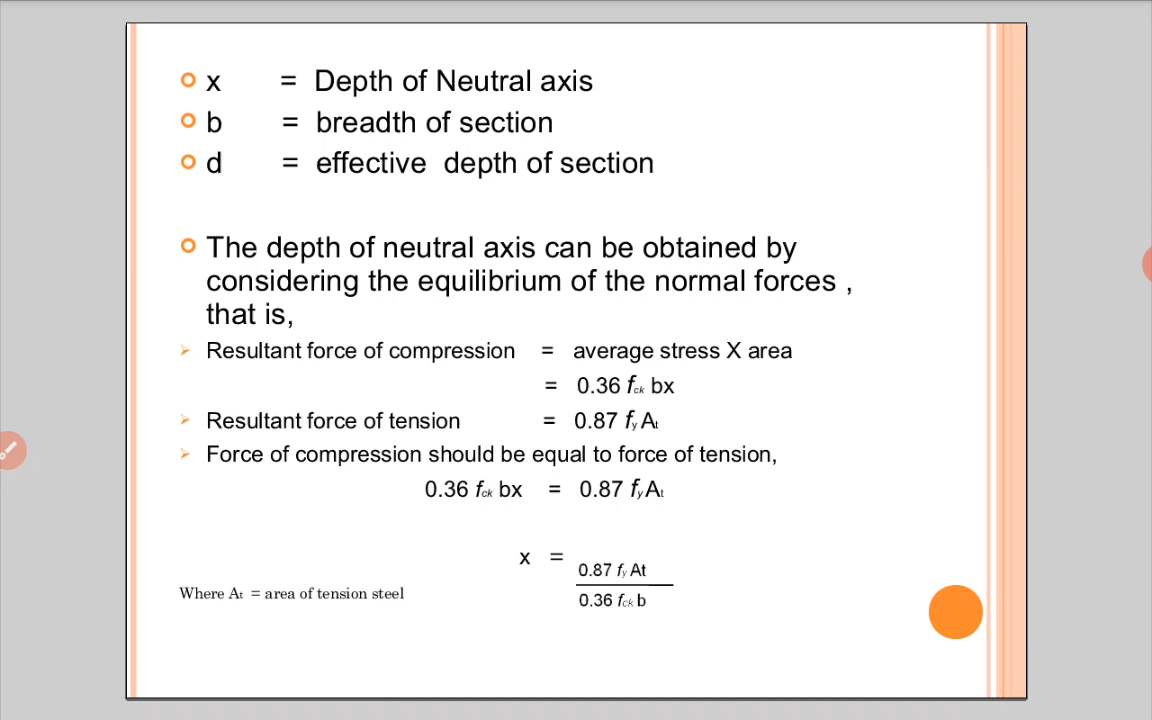 x = Depth of Neutral axis
b = breadth of section
d = effective depth of section
The depth of neutral axis can be obtained by
considering the equilibrium of the normal forces ,
that is,
Resultant force of compression = average stress X area
= 0.36 fck bx
Resultant force of tension = 0.87 fy At
Force of compression should be equal to force of tension,
0.36 fck bx = 0.87 fy At
x =
0.87 fy At
0.36 fck b
Where At = area of tension steel